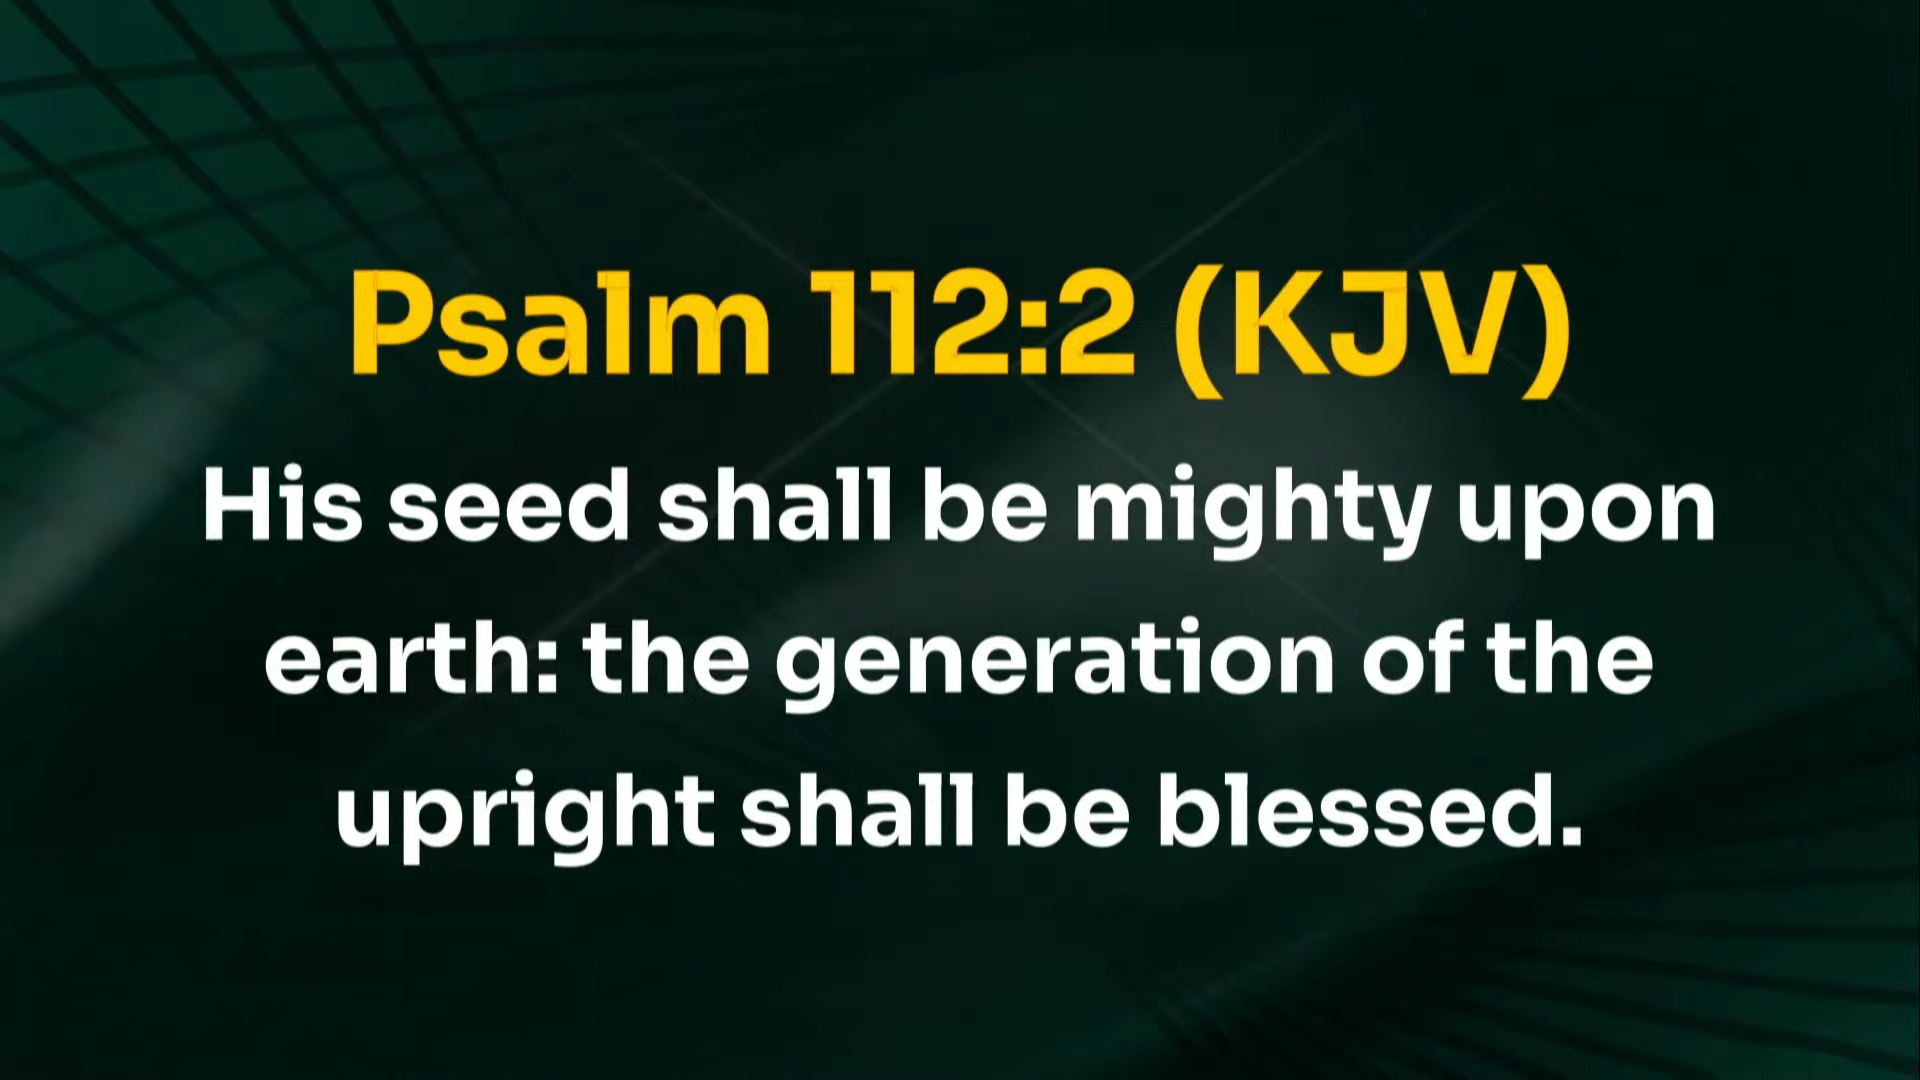 Psalm 112:2 (KJV)
His seed shall be mighty upon
earth: the generation of the
upright shall be blessed.